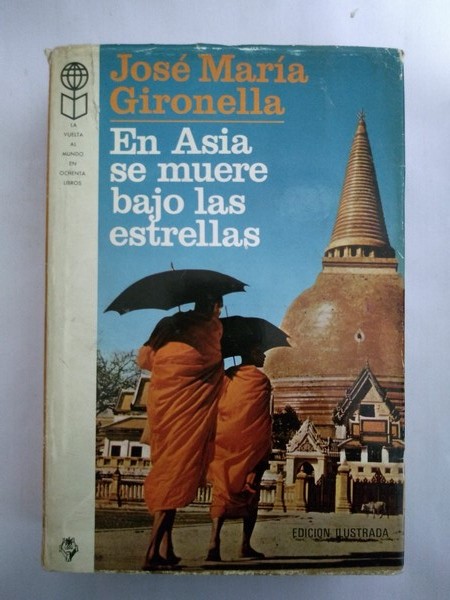 LA
VUELTA
AL
MUNDO
EN
OCHENTA
LIBROS
José María
Gironella
En Asia
se muere
bajo las
estrellas
EDICION ILUSTRADA